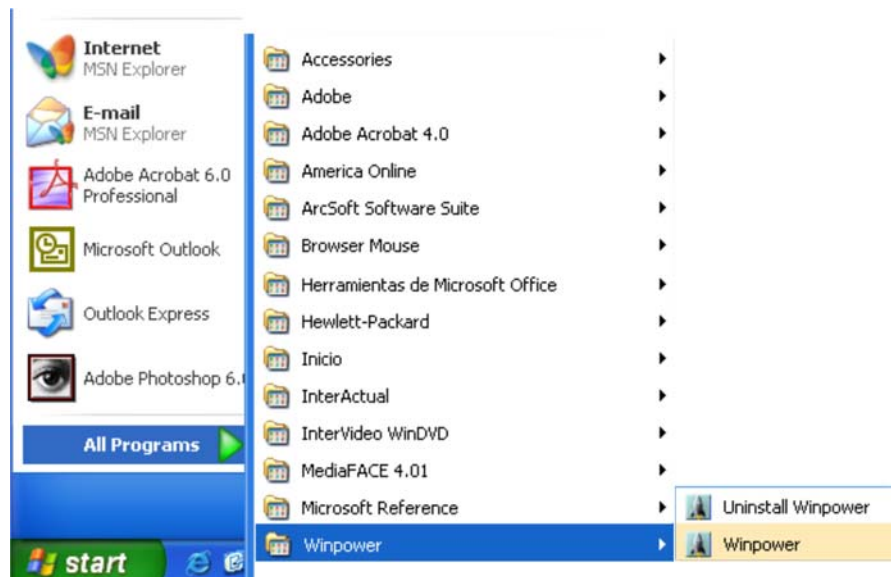 Internet
MSN Explorer
E-mail
MSN Explorer
Adobe Acrobat 6.0
Professional
Microsoft Outlook
Outlook Express
Adobe Photoshop 6.
All Programs
start
Accessories
Adobe
Adobe Acrobat 4.0
America Online
ArcSoft Software Suite
Browser Mouse
Herramientas de Microsoft Office
Hewlett-Packard
Inicio
InterActual
InterVideo WinDVD
MediaFACE 4.01
Microsoft Reference
Winpower
Uninstall Winpower
Winpower